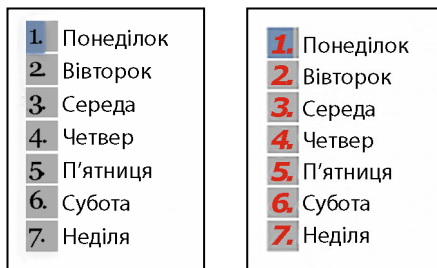 1. Понеділок
2. Вівторок
3. Середа
4. Четвер
5. П'ятниця
6. Субота
7. Неділя
1. Понеділок
2. Вівторок
3. Середа
4. Четвер
5. П'ятниця
6. Субота
7. Неділя